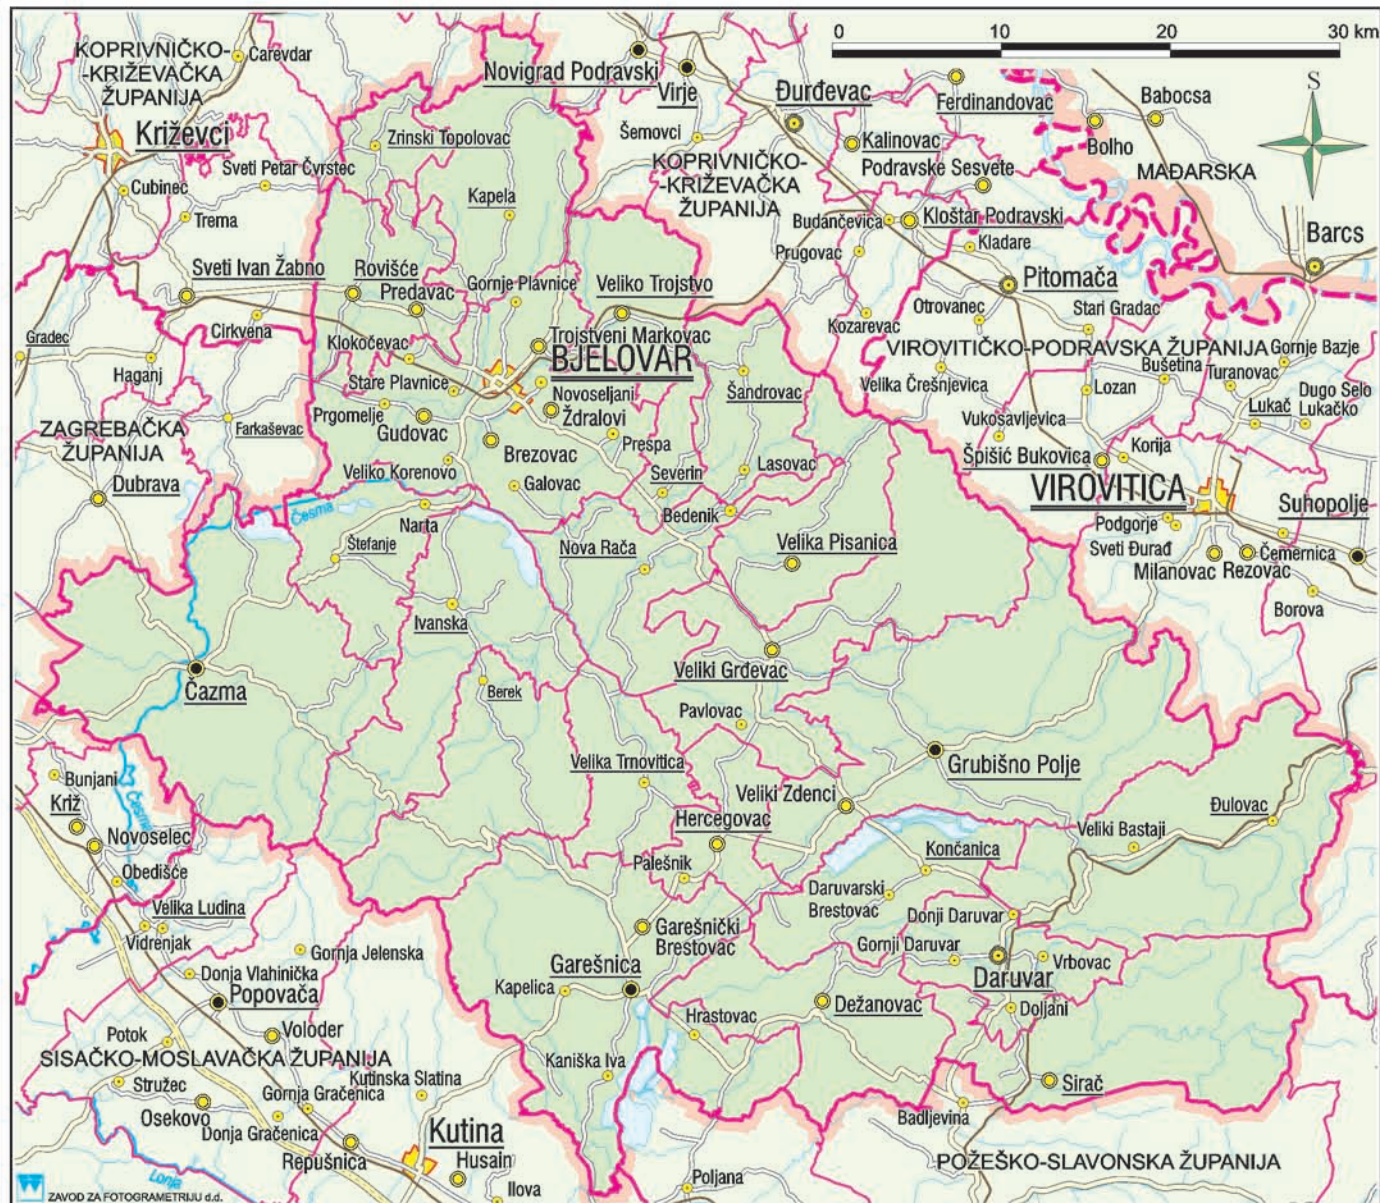 0
10
20
30 km
S
KOPRIVNIČKO-
-KRIŽEVAČKA
ŽUPANIJA
Carevdar
Novigrad Podravski
Virje
Đurđevac
Ferdinandovac
Babocsa
Bolho
Križevci
Zrinski Topolovac
Šemovci
Kalinovac
Podravske Sesvete
MAĐARSKA
KOPRIVNIČKO-
-KRIŽEVAČKA
ŽUPANIJA
Sveti Petar Čvrstec
Cubinec
Trema
Kapela
Budančevica
Kloštar Podravski
Kladare
Prugovac
Barcs
Sveti Ivan Žabno
Rovišće
Predavac
Gornje Plavnice
Veliko Trojstvo
Pitomača
Otrovanec
Stari Gradac
Kozarevac
Gradec
Cirkvena
Klokočevac
Trojstveni Markovac
BJELOVAR
VIROVITIČKO-PODRAVSKA ŽUPANIJA
Gornje Bazje
Haganj
Stare Plavnice
Novoseljani
Šandrovac
Velika Črešnjevica
Lozan
Bušetina
Turanovac
Dugo Selo
Lukačko
Lukač
Prgomelje
Gudovac
Ždralovi
Vukosavljevica
Farkaševac
ZAGREBAČKA
ŽUPANIJA
Prespa
Brezovac
Korija
Špišić Bukovica
Veliko Korenovo
Severin
Lasovac
Dubrava
Galovac
VIROVITICA
Suhopolje
Česma
Narta
Bedenik
Podgorje
Štefanje
Nova Rača
Velika Pisanica
Sveti Đurađ
Čemernica
Milanovac
Rezovac
Borova
Ivanska
Čazma
Veliki Grđevac
Berek
Pavlovac
Grubišno Polje
Bunjani
Velika Trnovitica
Križ
Česma
Veliki Zdenci
Đulovac
Novoselec
Hercegovac
Veliki Bastaji
Obedišće
Palešnik
Končanica
Daruvarski
Brestovac
Velika Ludina
Donji Daruvar
Vidrenjak
Garešnički
Brestovac
Gornji Daruvar
Gornja Jelenska
Garešnica
Vrbovac
Daruvar
Donja Vlahinička
Popovača
Kapelica
Dežanovac
Doljani
Hrastovac
Voloder
Potok
SISAČKO-MOSLAVAČKA ŽUPANIJA
Kaniška Iva
Sirač
Stružec
Kutinska Slatina
Gornja Gračenica
Osekovo
Badljevina
Donja Gračenica
Kutina
Repušnica
Husain
POŽEŠKO-SLAVONSKA ŽUPANIJA
Lonja
Ilova
Poljana
ZAVOD ZA FOTOGRAMETRIJU d.d.